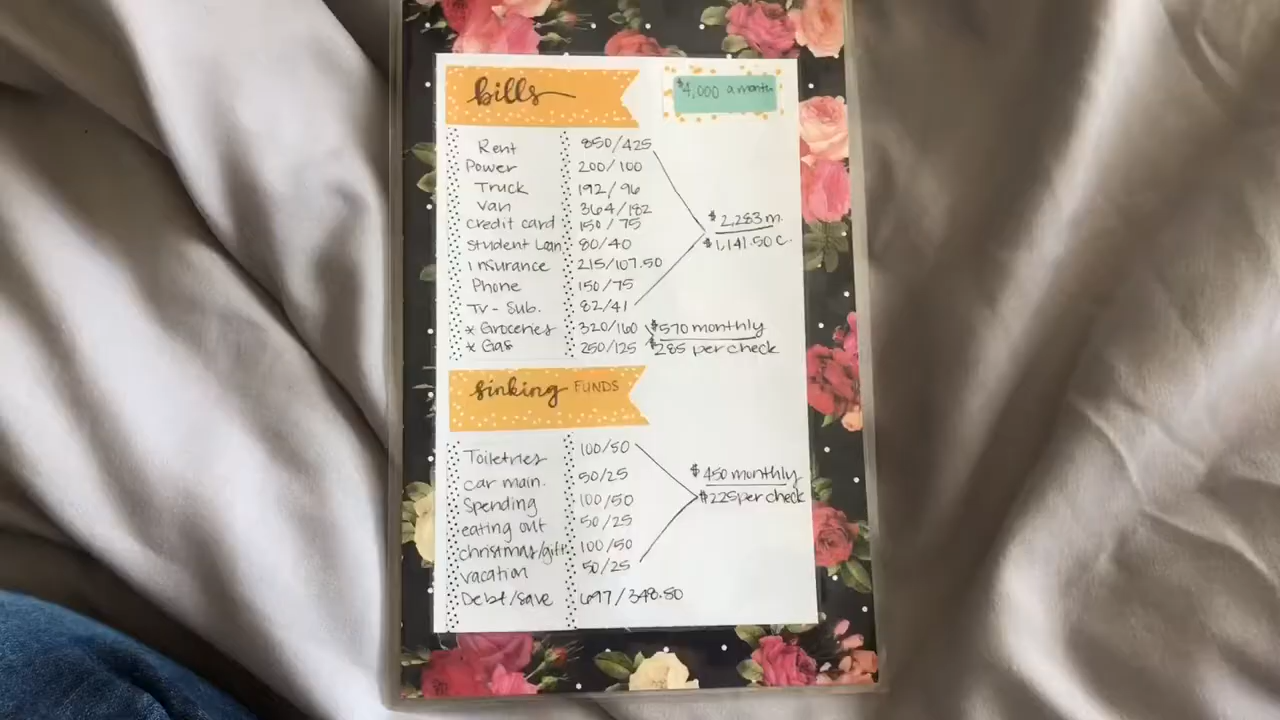 bills
$4,000 a month
Rent 850/425
Power 200/100
Truck 192/96
Van 364/182
credit card 150/75
$2,283 m.
Student Loan 80/40
$1,141.50 c.
Insurance 215/107.50
Phone 150/75
TV - Sub. 82/41
* Groceries 320/160 $570 monthly
* Gas 250/125 $285 per check
sinking FUNDS
Toiletries 100/50
car main. 50/25
$450 monthly
Spending 100/50
$225 per check
eating out 50/25
christmas/gift 100/50
vacation 50/25
Debt/save 697/348.50